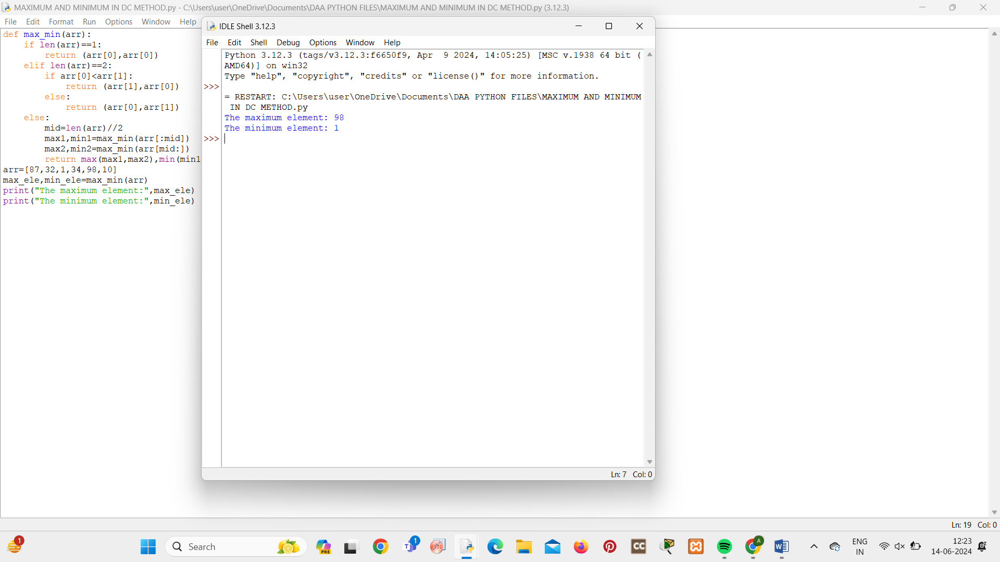 MAXIMUM AND MINIMUM IN DC METHOD.py - C:\Users\user\OneDrive\Documents\DAA PYTHON FILES\MAXIMUM AND MINIMUM IN DC METHOD.py (3.12.3)
File Edit Format Run Options Window Help
def max_min(arr):
    if len(arr)==1:
        return (arr[0],arr[0])
    elif len(arr)==2:
        if arr[0]<arr[1]:
            return (arr[1],arr[0])
        else:
            return (arr[0],arr[1])
    else:
        mid=len(arr)//2
        max1,min1=max_min(arr[:mid])
        max2,min2=max_min(arr[mid:])
        return max(max1,max2),min(min1
arr=[87,32,1,34,98,10]
max_ele,min_ele=max_min(arr)
print("The maximum element:",max_ele)
print("The minimum element:",min_ele)
IDLE Shell 3.12.3
File Edit Shell Debug Options Window Help
Python 3.12.3 (tags/v3.12.3:f6650f9, Apr  9 2024, 14:05:25) [MSC v.1938 64 bit (
AMD64)] on win32
Type "help", "copyright", "credits" or "license()" for more information.
>>>
= RESTART: C:\Users\user\OneDrive\Documents\DAA PYTHON FILES\MAXIMUM AND MINIMUM
 IN DC METHOD.py
The maximum element: 98
The minimum element: 1
>>>
Ln: 7 Col: 0
Ln: 19 Col: 0
1
Search
PRE
T
1
CC
A
W
ENG
IN
12:23
14-06-2024